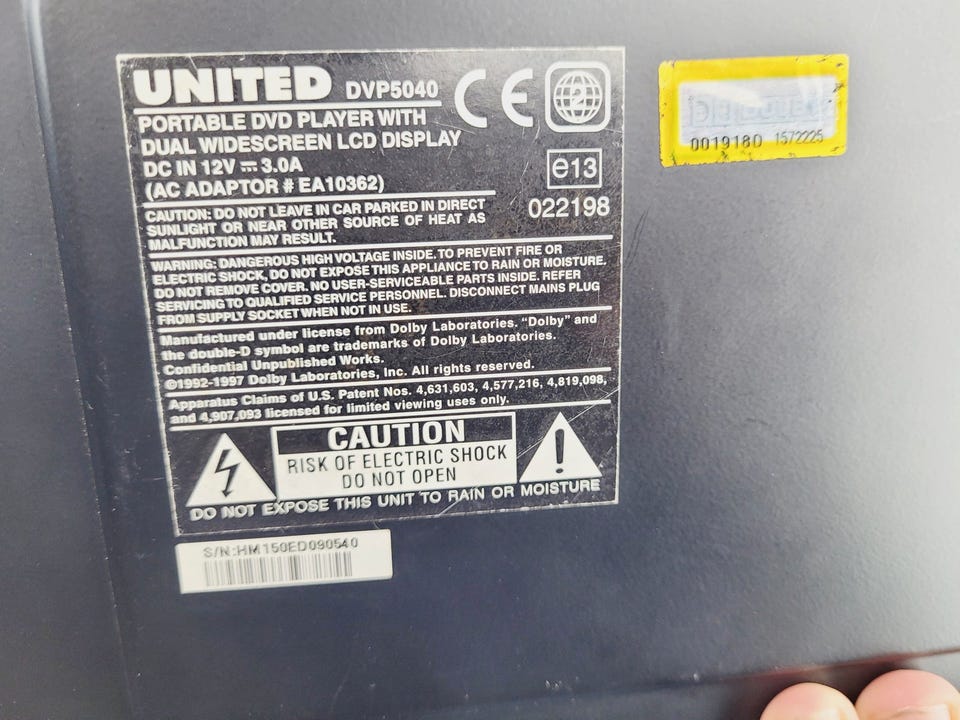 UNITED DVP5040
PORTABLE DVD PLAYER WITH
DUAL WIDESCREEN LCD DISPLAY
DC IN 12V ⎓ 3.0A
(AC ADAPTOR # EA10362)
CE
2
e13
022198
CAUTION: DO NOT LEAVE IN CAR PARKED IN DIRECT
SUNLIGHT OR NEAR OTHER SOURCE OF HEAT AS
MALFUNCTION MAY RESULT.
WARNING: DANGEROUS HIGH VOLTAGE INSIDE. TO PREVENT FIRE OR
ELECTRIC SHOCK, DO NOT EXPOSE THIS APPLIANCE TO RAIN OR MOISTURE.
DO NOT REMOVE COVER. NO USER-SERVICEABLE PARTS INSIDE. REFER
SERVICING TO QUALIFIED SERVICE PERSONNEL. DISCONNECT MAINS PLUG
FROM SUPPLY SOCKET WHEN NOT IN USE.
Manufactured under license from Dolby Laboratories. "Dolby" and
the double-D symbol are trademarks of Dolby Laboratories.
Confidential Unpublished Works.
©1992-1997 Dolby Laboratories, Inc. All rights reserved.
Apparatus Claims of U.S. Patent Nos. 4,631,603, 4,577,216, 4,819,098,
and 4,907,093 licensed for limited viewing uses only.
CAUTION
RISK OF ELECTRIC SHOCK
DO NOT OPEN
DO NOT EXPOSE THIS UNIT TO RAIN OR MOISTURE
S/N:HM150ED090540
0019180 1572225